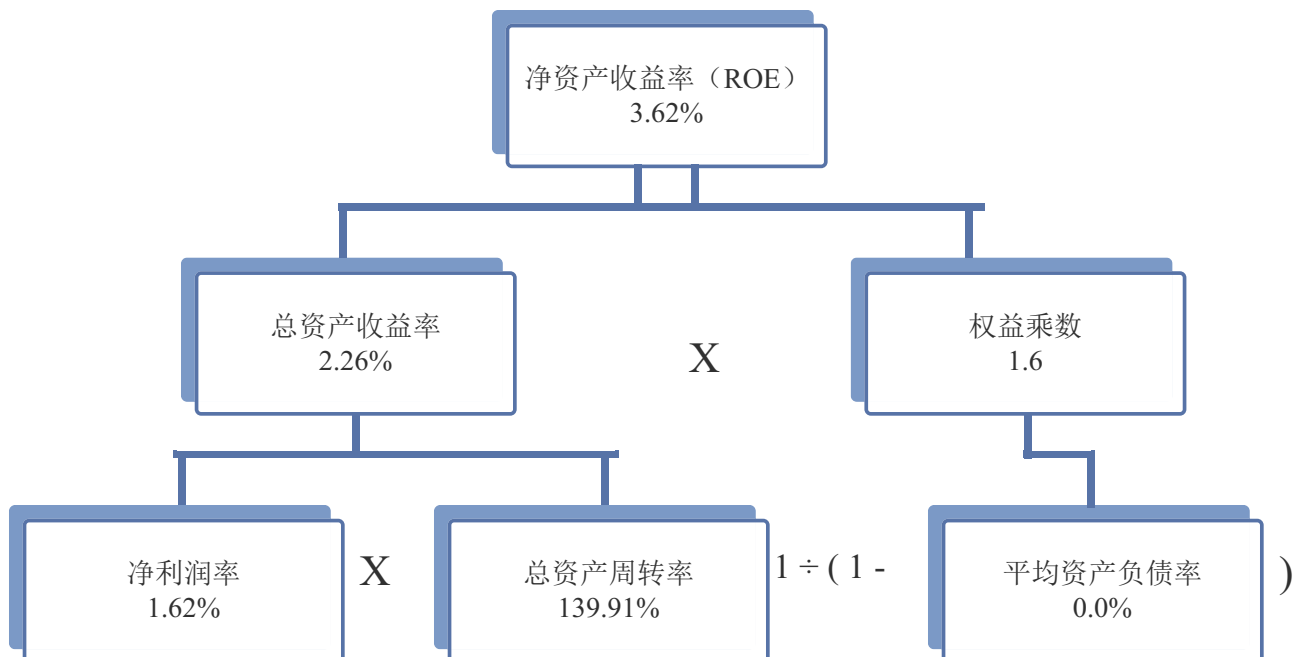 净资产收益率（ROE）
3.62%
总资产收益率
2.26%
X
权益乘数
1.6
净利润率
1.62%
X
总资产周转率
139.91%
1 ÷ ( 1 -
平均资产负债率
0.0%
)